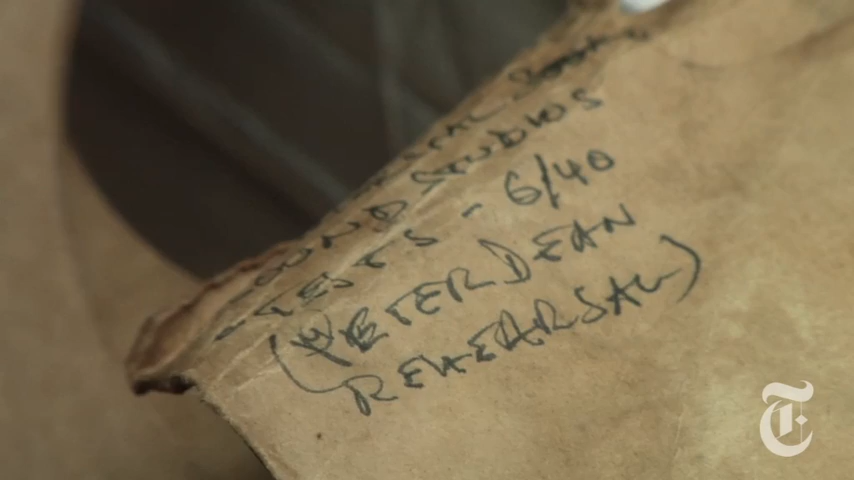 SOUND STUDIOS
- TESTS - 6/40
(PETER DEAN
REHEARSAL)
T